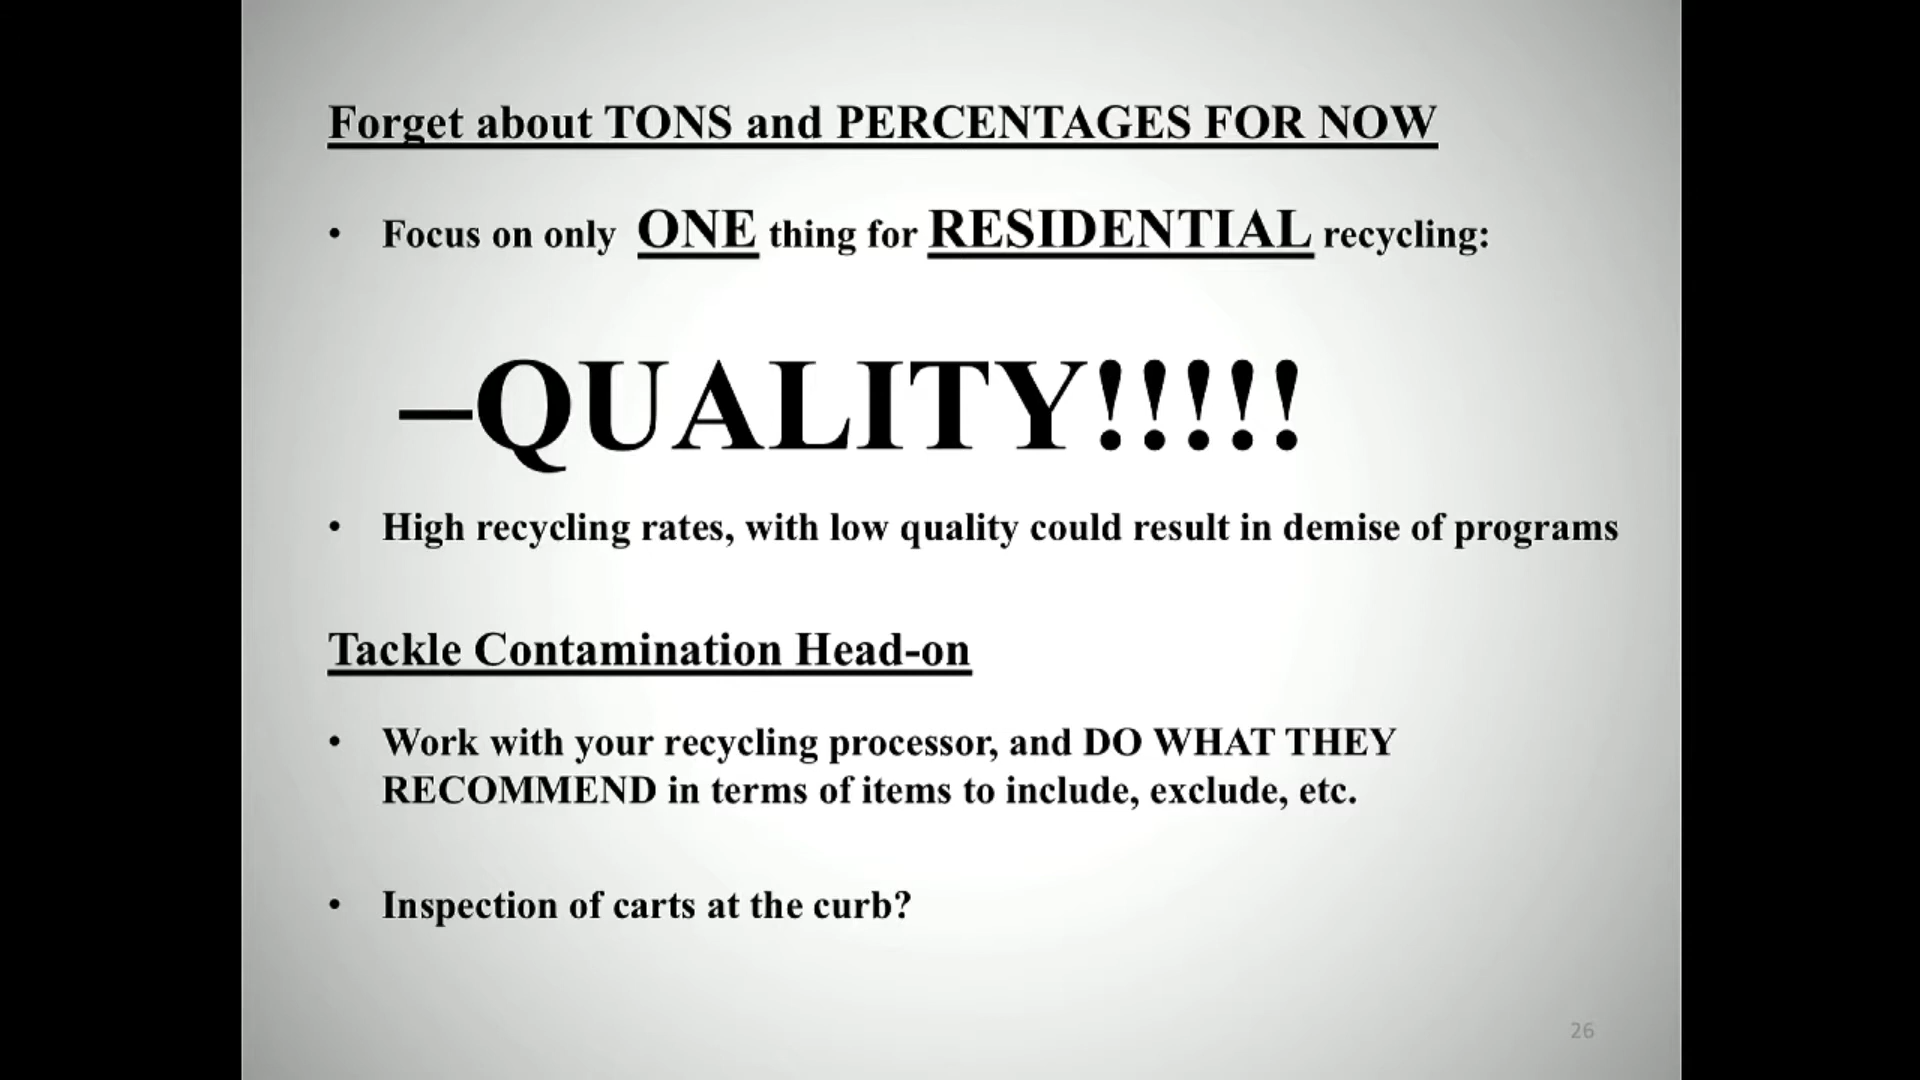 Forget about TONS and PERCENTAGES FOR NOW
• Focus on only ONE thing for RESIDENTIAL recycling:
–QUALITY!!!!!
• High recycling rates, with low quality could result in demise of programs
Tackle Contamination Head-on
• Work with your recycling processor, and DO WHAT THEY
RECOMMEND in terms of items to include, exclude, etc.
• Inspection of carts at the curb?
26